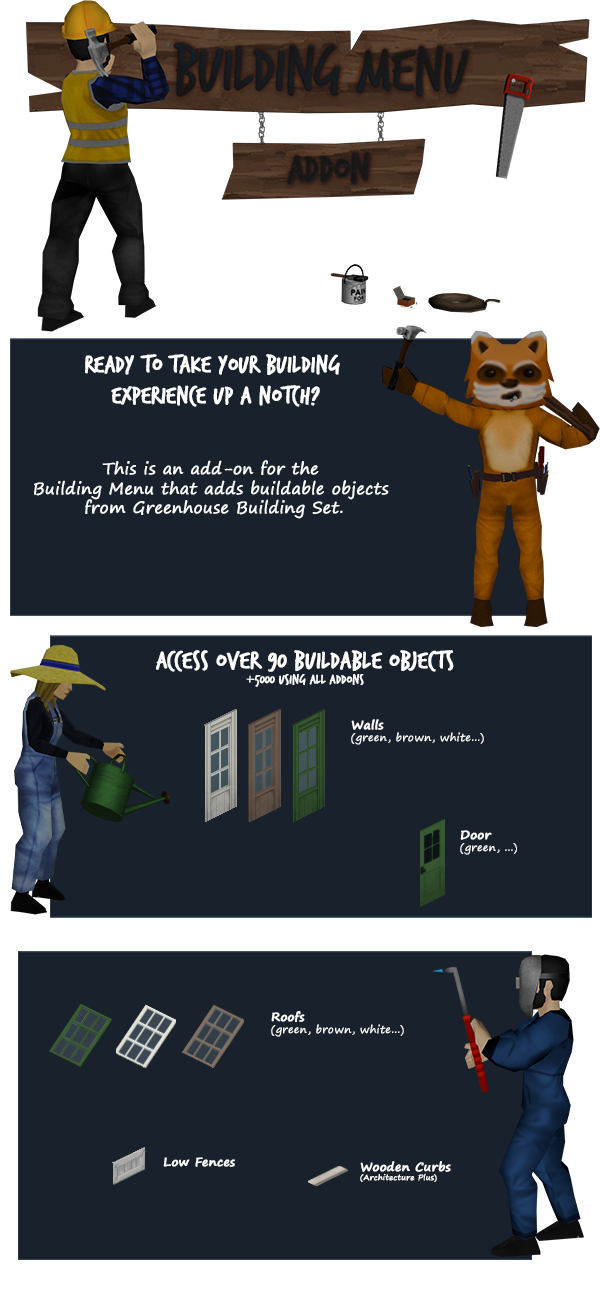 BUILDING MENU
ADDON
PAIN
FOR
READY TO TAKE YOUR BUILDING
EXPERIENCE UP A NOTCH?
This is an add-on for the
Building Menu that adds buildable objects
from Greenhouse Building Set.
ACCESS OVER 90 BUILDABLE OBJECTS
+5000 USING ALL ADDONS
Walls
(green, brown, white...)
Door
(green, ...)
Roofs
(green, brown, white...)
Low Fences
Wooden Curbs
(Architecture Plus)